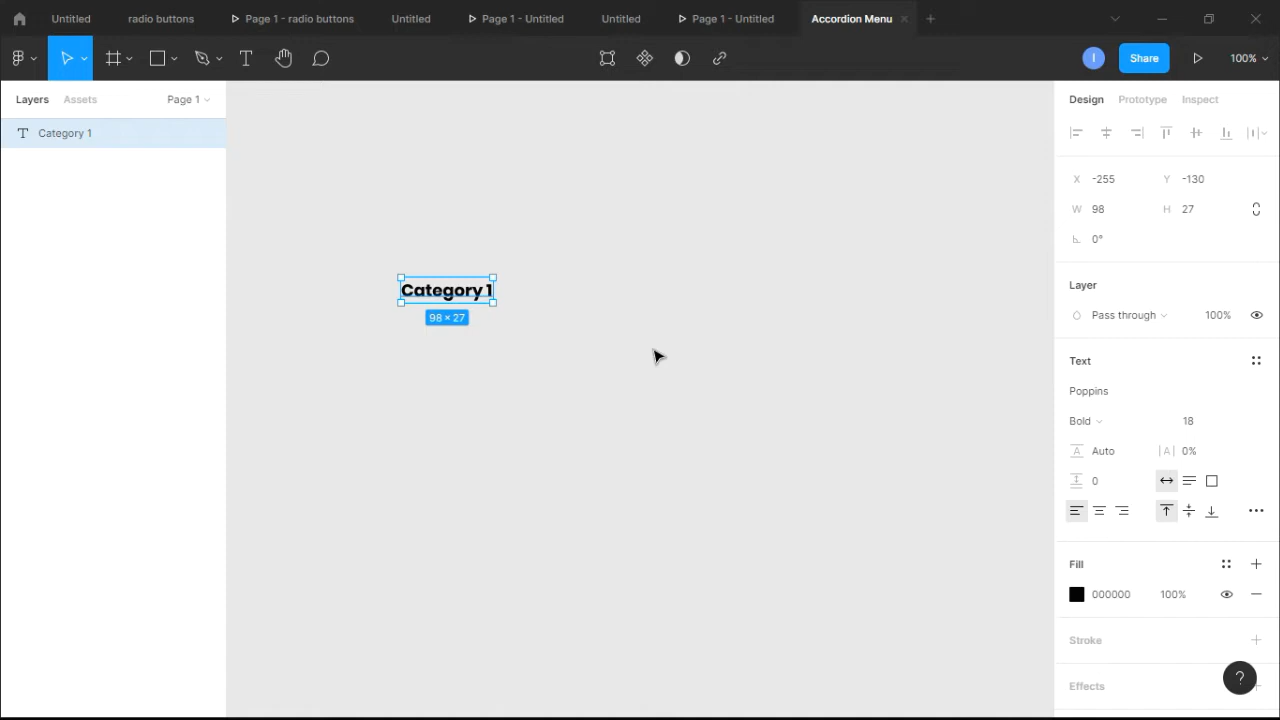 Untitled
radio buttons
Page 1 - radio buttons
Untitled
Page 1 - Untitled
Untitled
Page 1 - Untitled
Accordion Menu
I
Share
100%
Layers
Assets
Page 1
Category 1
Category 1
98 × 27
Design
Prototype
Inspect
X -255
Y -130
W 98
H 27
0°
Layer
Pass through
100%
Text
Poppins
Bold
18
A Auto
|A| 0%
0
Fill
000000
100%
Stroke
Effects
?